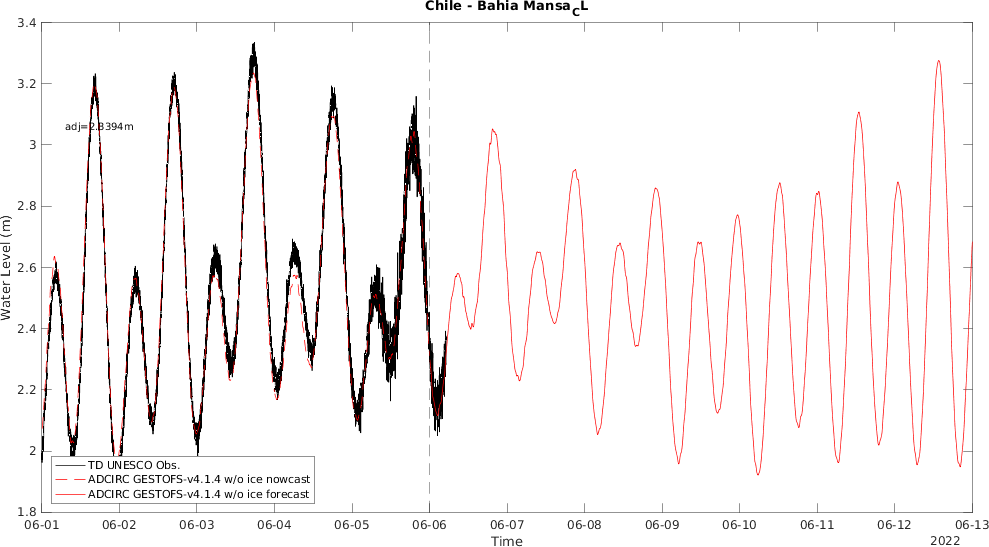 Chile - Bahia Mansa_CL
3.4
3.2
3
2.8
2.6
2.4
2.2
2
1.8
Water Level (m)
adj=2.8394m
TD UNESCO Obs.
ADCIRC GESTOFS-v4.1.4 w/o ice nowcast
ADCIRC GESTOFS-v4.1.4 w/o ice forecast
06-01 06-02 06-03 06-04 06-05 06-06 06-07 06-08 06-09 06-10 06-11 06-12 06-13
Time
2022